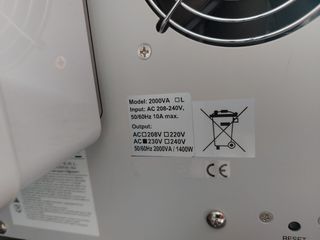 Model: 2000VA ☐L
Input: AC 208-240V,
50/60Hz 10A max.
Output:
AC☐208V ☐220V
AC■230V ☐240V
50/60Hz 2000VA / 1400W
CE
RESET